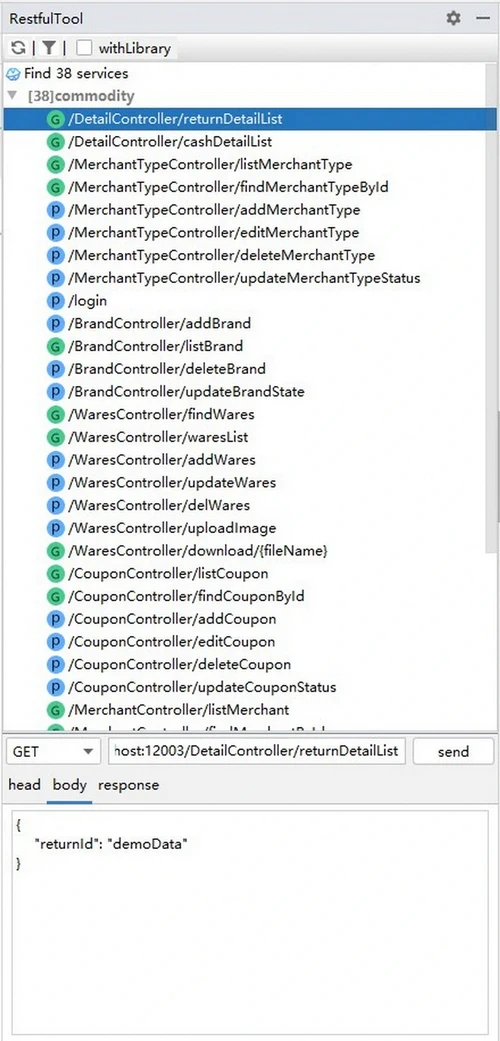 RestfulTool
withLibrary
Find 38 services
[38]commodity
G /DetailController/returnDetailList
G /DetailController/cashDetailList
G /MerchantTypeController/listMerchantType
G /MerchantTypeController/findMerchantTypeById
P /MerchantTypeController/addMerchantType
P /MerchantTypeController/editMerchantType
P /MerchantTypeController/deleteMerchantType
P /MerchantTypeController/updateMerchantTypeStatus
P /login
P /BrandController/addBrand
G /BrandController/listBrand
P /BrandController/deleteBrand
P /BrandController/updateBrandState
G /WaresController/findWares
G /WaresController/waresList
P /WaresController/addWares
P /WaresController/updateWares
P /WaresController/delWares
P /WaresController/uploadImage
G /WaresController/download/{fileName}
G /CouponController/listCoupon
G /CouponController/findCouponById
P /CouponController/addCoupon
P /CouponController/editCoupon
P /CouponController/deleteCoupon
P /CouponController/updateCouponStatus
G /MerchantController/listMerchant
GET host:12003/DetailController/returnDetailList send
head body response
{
"returnId": "demoData"
}